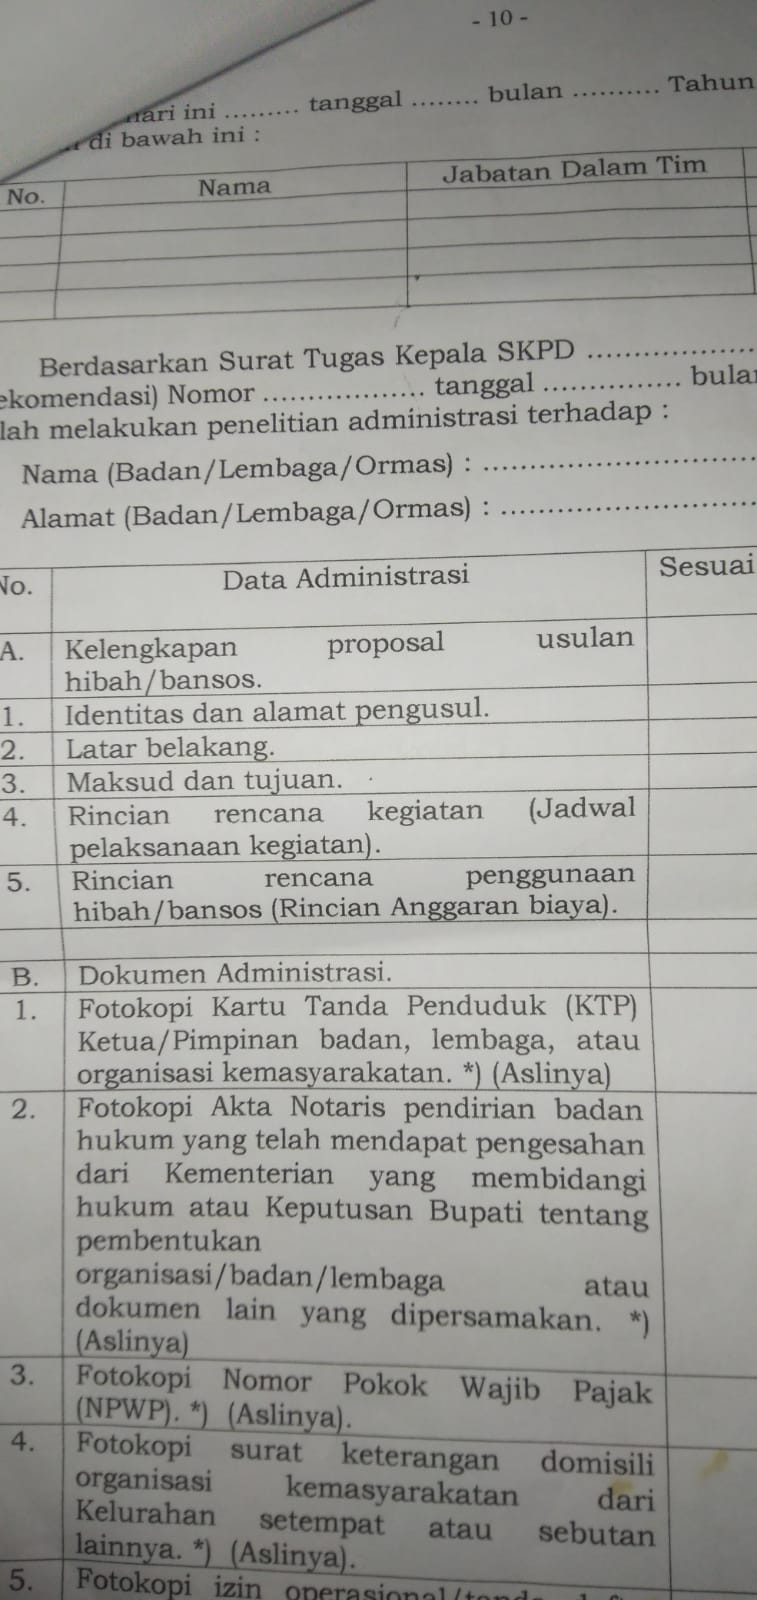 - 10 -
hari ini ......... tanggal ........ bulan .......... Tahun
di bawah ini :
No. Nama Jabatan Dalam Tim
Berdasarkan Surat Tugas Kepala SKPD ...................
ekomendasi) Nomor .................. tanggal ............... bula
lah melakukan penelitian administrasi terhadap :
Nama (Badan/Lembaga/Ormas) : ..............................
Alamat (Badan/Lembaga/Ormas) : ............................
No. Data Administrasi Sesuai
A. Kelengkapan proposal usulan
hibah/bansos.
1. Identitas dan alamat pengusul.
2. Latar belakang.
3. Maksud dan tujuan.
4. Rincian rencana kegiatan (Jadwal
pelaksanaan kegiatan).
5. Rincian rencana penggunaan
hibah/bansos (Rincian Anggaran biaya).
B. Dokumen Administrasi.
1. Fotokopi Kartu Tanda Penduduk (KTP)
Ketua/Pimpinan badan, lembaga, atau
organisasi kemasyarakatan. *) (Aslinya)
2. Fotokopi Akta Notaris pendirian badan
hukum yang telah mendapat pengesahan
dari Kementerian yang membidangi
hukum atau Keputusan Bupati tentang
pembentukan
organisasi/badan/lembaga atau
dokumen lain yang dipersamakan. *)
(Aslinya)
3. Fotokopi Nomor Pokok Wajib Pajak
(NPWP). *) (Aslinya).
4. Fotokopi surat keterangan domisili
organisasi kemasyarakatan dari
Kelurahan setempat atau sebutan
lainnya. *) (Aslinya).
5. Fotokopi izin